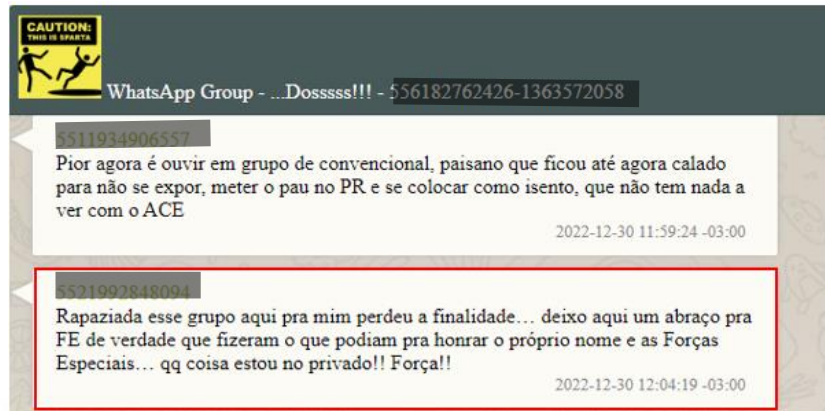 CAUTION:
THIS IS SPARTA
WhatsApp Group - ...Dosssss!!! -
Pior agora é ouvir em grupo de convencional, paisano que ficou até agora calado
para não se expor, meter o pau no PR e se colocar como isento, que não tem nada a
ver com o ACE
2022-12-30 11:59:24 -03:00
Rapaziada esse grupo aqui pra mim perdeu a finalidade… deixo aqui um abraço pra
FE de verdade que fizeram o que podiam pra honrar o próprio nome e as Forças
Especiais… qq coisa estou no privado!! Força!!
2022-12-30 12:04:19 -03:00